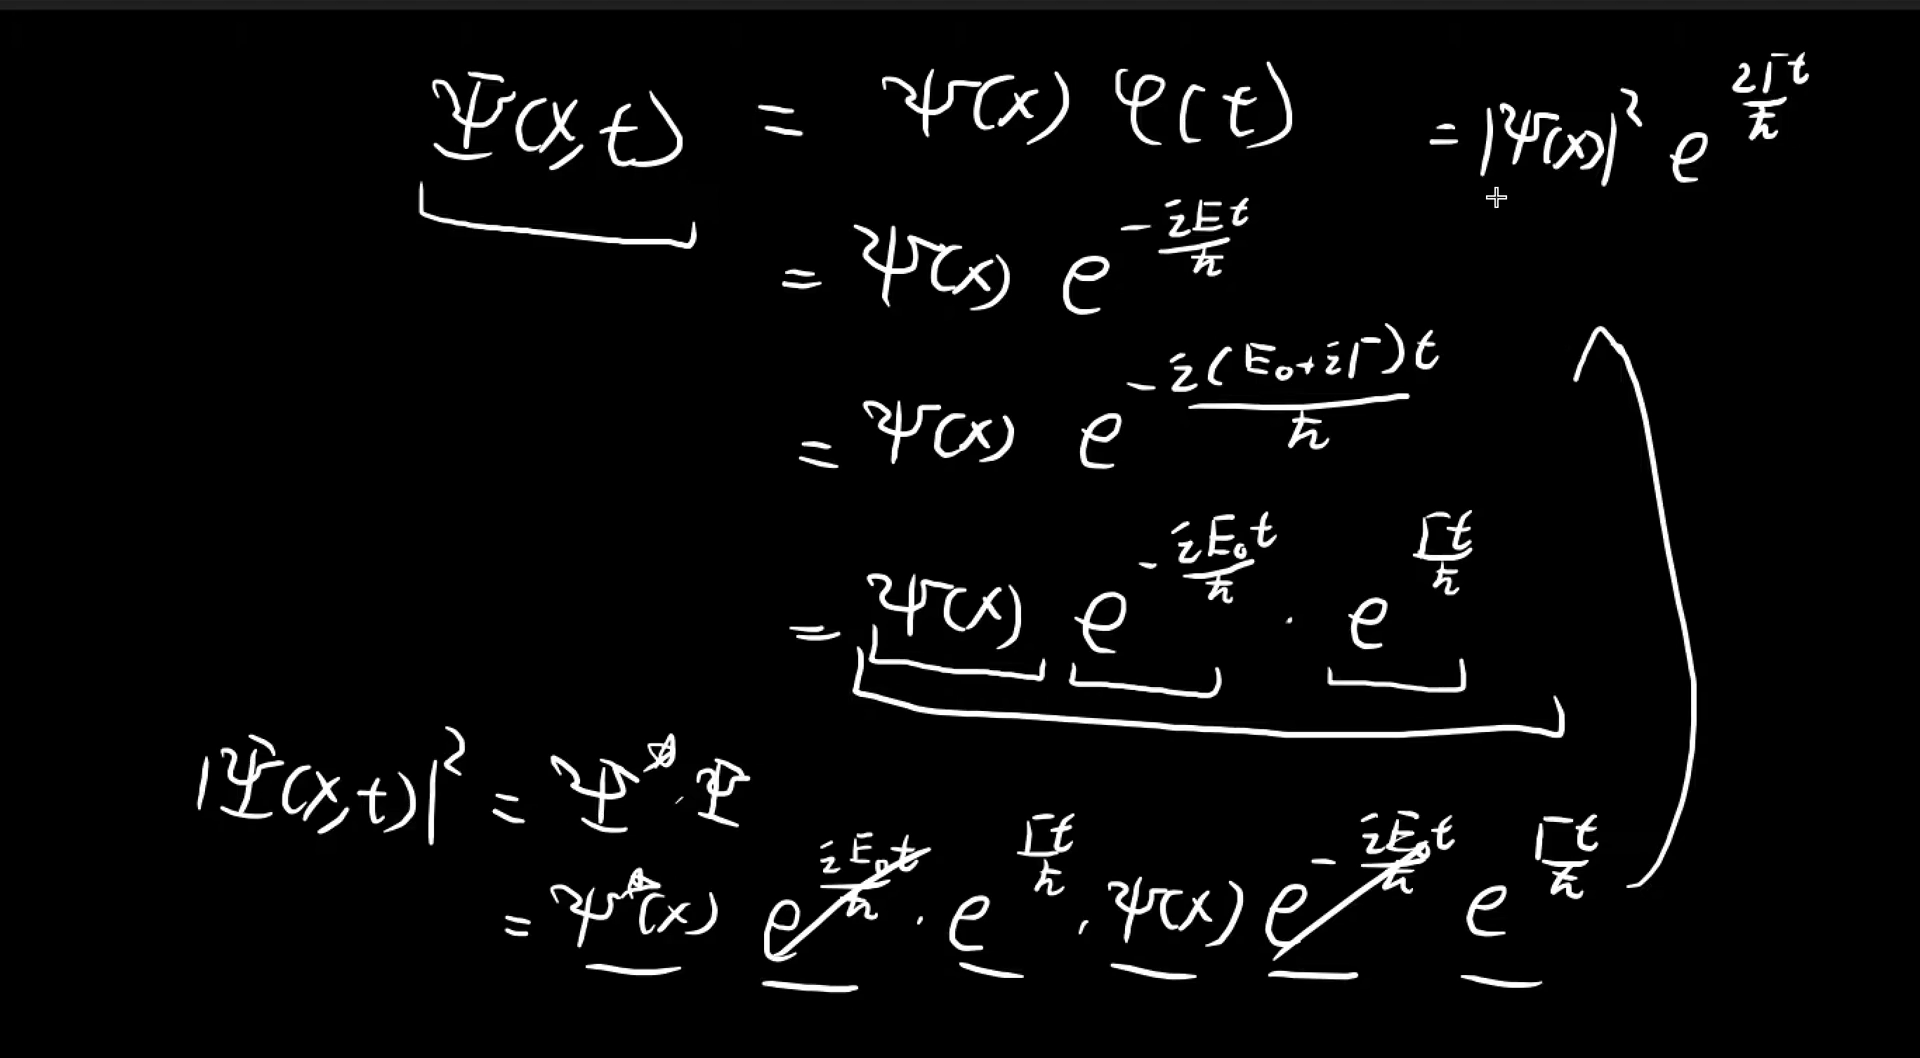 Ψ(x,t) = ψ(x) φ(t)
= ψ(x) e^{-iEt/ħ}
= ψ(x) e^{-i(E₀+iΓ)t/ħ}
= ψ(x) e^{-iE₀t/ħ} · e^{Γt/ħ}
|Ψ(x,t)|² = Ψ* · Ψ
= ψ*(x) e^{iE₀t/ħ} · e^{Γt/ħ} · ψ(x) e^{-iE₀t/ħ} e^{Γt/ħ}
= |ψ(x)|² e^{2Γt/ħ}